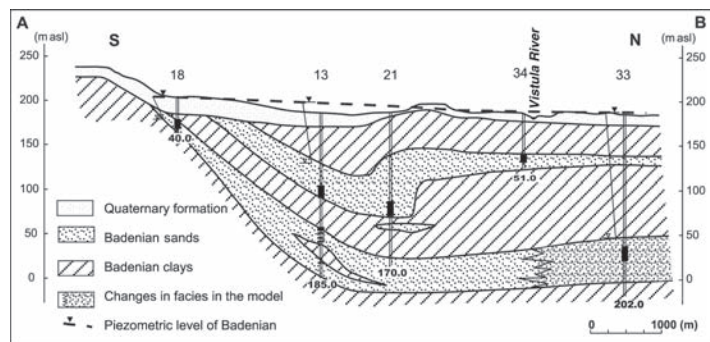 A
B
(m asl)
S
N
(m asl)
18
13
21
34
Vistula River
33
250
200
150
100
50
0
250
200
150
100
50
0
40.0
51.0
170.0
185.0
202.0
Quaternary formation
Badenian sands
Badenian clays
Changes in facies in the model
Piezometric level of Badenian
0
1000 (m)